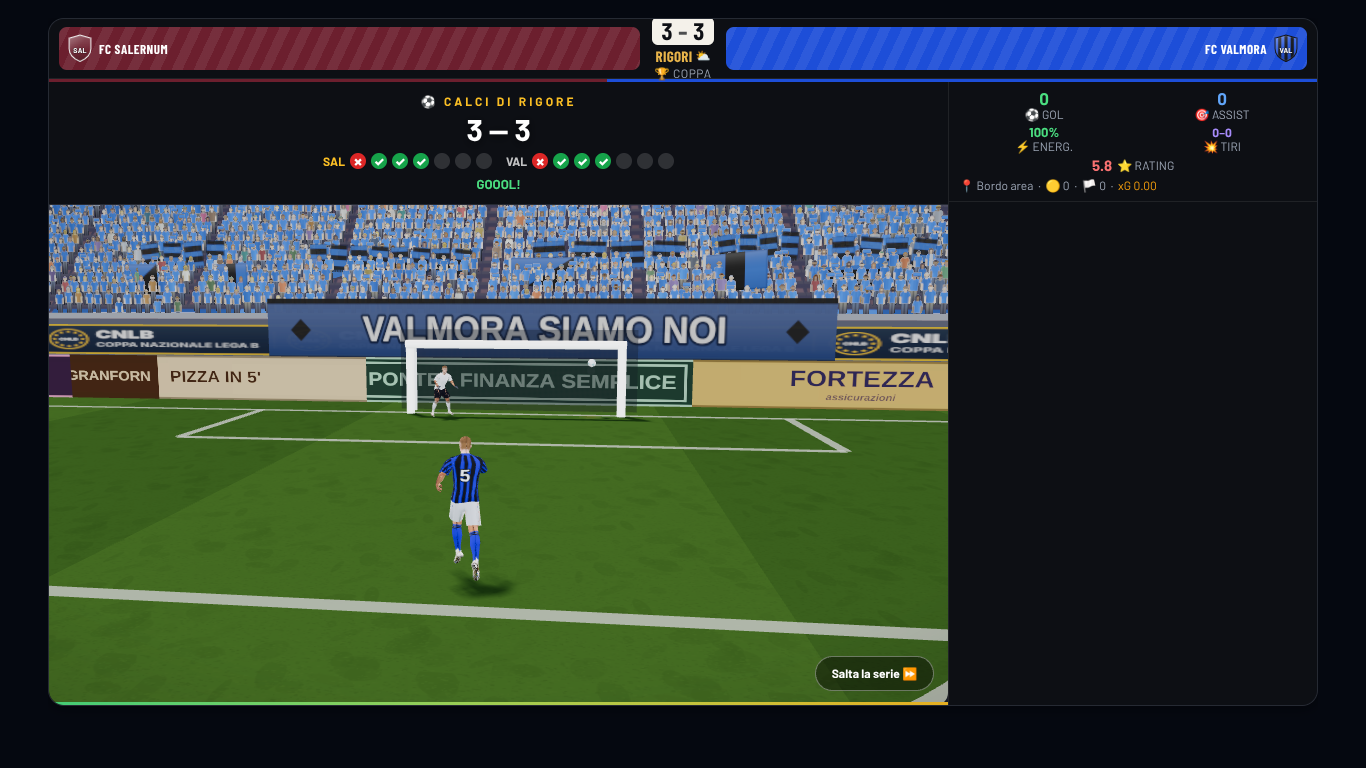 SAL FC SALERNUM
3 - 3
RIGORI
COPPA
FC VALMORA VAL
CALCI DI RIGORE
3 – 3
SAL VAL
GOOOL!
0 0
GOL ASSIST
100% 0-0
ENERG. TIRI
5.8 RATING
Bordo area · 0 · 0 · xG 0.00
VALMORA SIAMO NOI
CNLB
COPPA NAZIONALE LEGA B
CNL
COPPA
GRANFORN
PIZZA IN 5'
PONTE FINANZA SEMPLICE
FORTEZZA
assicurazioni
5
Salta la serie